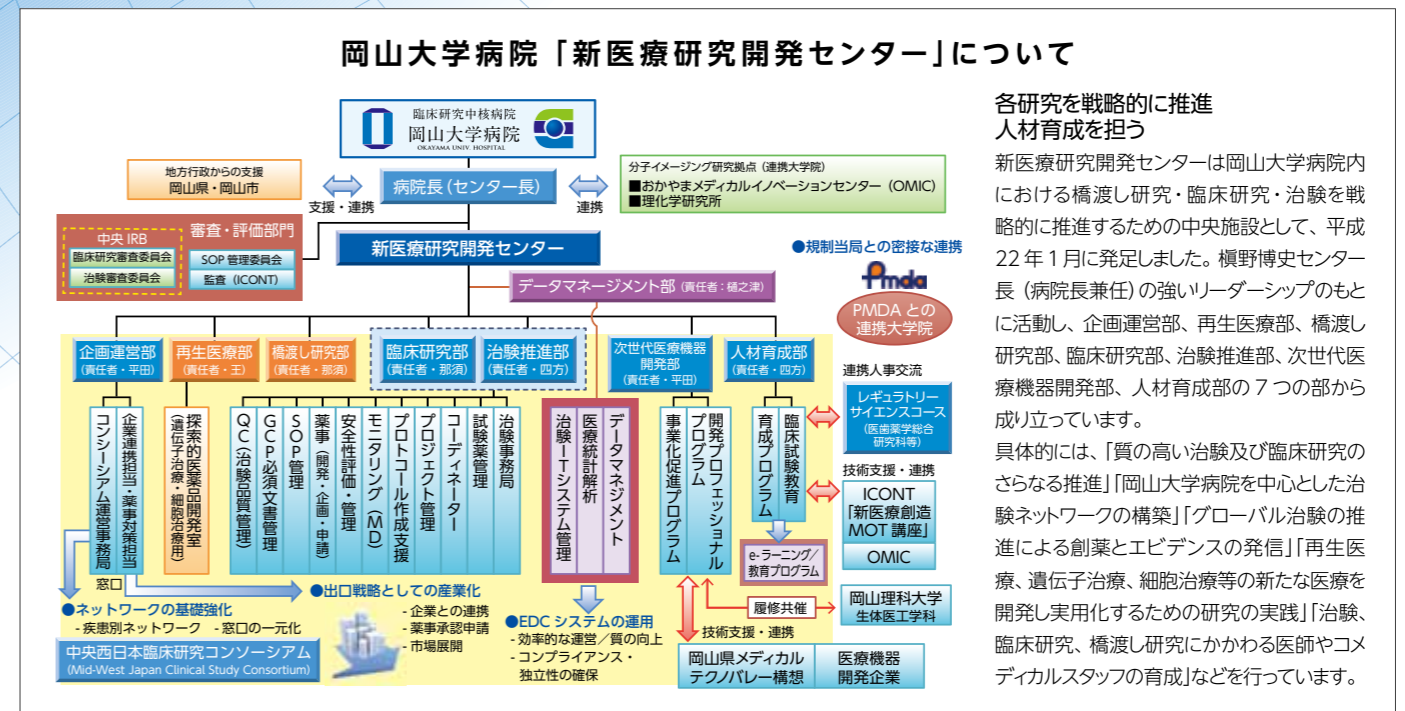 岡山大学病院「新医療研究開発センター」について
臨床研究中核病院
岡山大学病院
OKAYAMA UNIV. HOSPITAL
地方行政からの支援
岡山県・岡山市
支援・連携
病院長（センター長）
連携
分子イメージング研究拠点（連携大学院）
■おかやまメディカルイノベーションセンター（OMIC）
■理化学研究所
審査・評価部門
中央 IRB
臨床研究審査委員会
治験審査委員会
SOP 管理委員会
監査（ICONT）
新医療研究開発センター
データマネージメント部（責任者：樋之津）
●規制当局との密接な連携
Pmda
PMDA との
連携大学院
企画運営部
（責任者・平田）
再生医療部
（責任者・王）
橋渡し研究部
（責任者・那須）
臨床研究部
（責任者・那須）
治験推進部
（責任者・四方）
次世代医療機器
開発部
（責任者・平田）
人材育成部
（責任者・四方）
企業連携担当・薬事対策担当
コンシーシアム運営事務局
探索的医薬品開発室
（遺伝子治療・細胞治療用）
QC（治験品質管理）
GCP必須文書管理
SOP管理
薬事（開発・企画・申請）
安全性評価・管理
モニタリング（MD）
プロトコール作成支援
プロジェクト管理
コーディネーター
試験薬管理
治験事務局
治験ーITシステム管理
医療統計解析
データマネジメント
開発プロフェッショナル
プログラム
事業化促進プログラム
臨床試験教育
育成プログラム
e-ラーニング／
教育プログラム
連携人事交流
レギュラトリー
サイエンスコース
（医歯薬学総合
研究科等）
技術支援・連携
ICONT
「新医療創造
MOT 講座」
OMIC
履修共催
岡山理科大学
生体医工学科
窓口
●ネットワークの基礎強化
- 疾患別ネットワーク - 窓口の一元化
中央西日本臨床研究コンソーシアム
（Mid-West Japan Clinical Study Consortium）
●出口戦略としての産業化
- 企業との連携
- 薬事承認申請
- 市場展開
●EDC システムの運用
- 効率的な運営／質の向上
- コンプライアンス・
独立性の確保
技術支援・連携
岡山県メディカル
テクノバレー構想
医療機器
開発企業
各研究を戦略的に推進
人材育成を担う
新医療研究開発センターは岡山大学病院内
における橋渡し研究・臨床研究・治験を戦
略的に推進するための中央施設として、平成
22 年 1 月に発足しました。槇野博史センター
長（病院長兼任）の強いリーダーシップのもと
に活動し、企画運営部、再生医療部、橋渡し
研究部、臨床研究部、治験推進部、次世代医
療機器開発部、人材育成部の 7 つの部から
成り立っています。
具体的には、「質の高い治験及び臨床研究の
さらなる推進」「岡山大学病院を中心とした治
験ネットワークの構築」「グローバル治験の推
進による創薬とエビデンスの発信」「再生医
療、遺伝子治療、細胞治療等の新たな医療を
開発し実用化するための研究の実践」「治験、
臨床研究、橋渡し研究にかかわる医師やコメ
ディカルスタッフの育成」などを行っています。